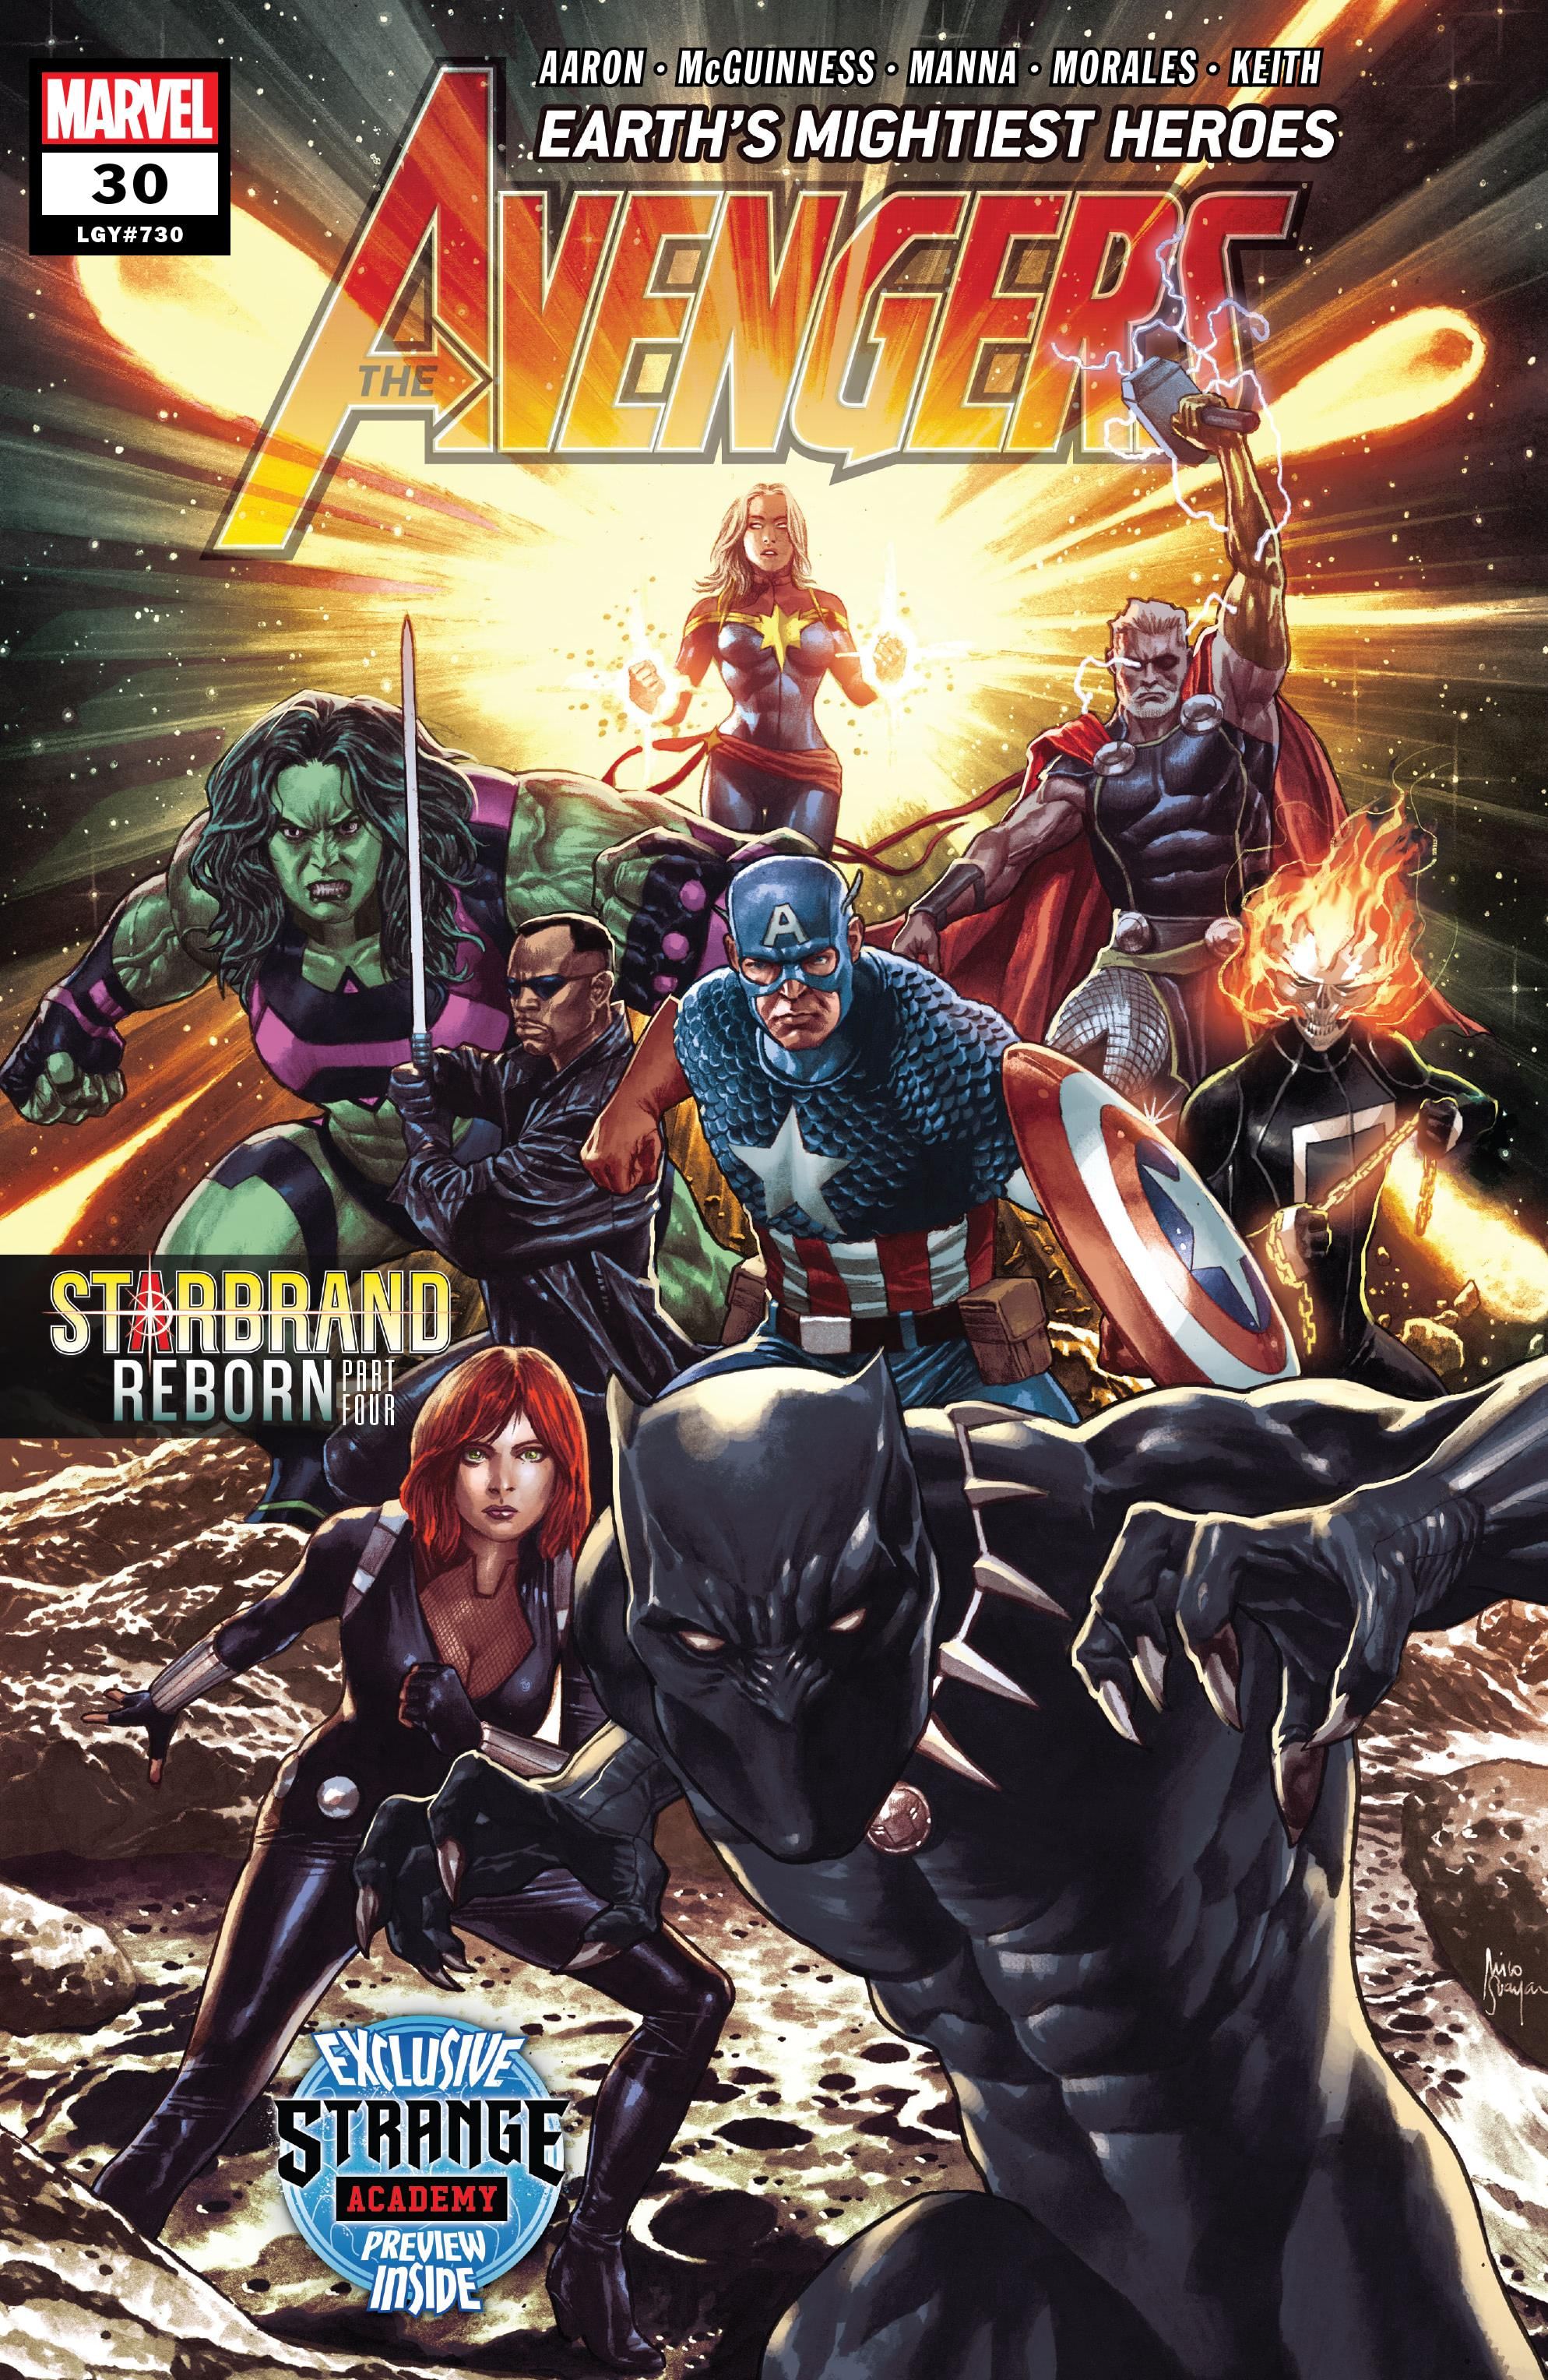 AARON • McGUINNESS • MANNA • MORALES • KEITH
EARTH'S MIGHTIEST HEROES
MARVEL
30
LGY#730
THE AVENGERS
A
STARBRAND
REBORN PART FOUR
EXCLUSIVE
STRANGE
ACADEMY
PREVIEW
INSIDE